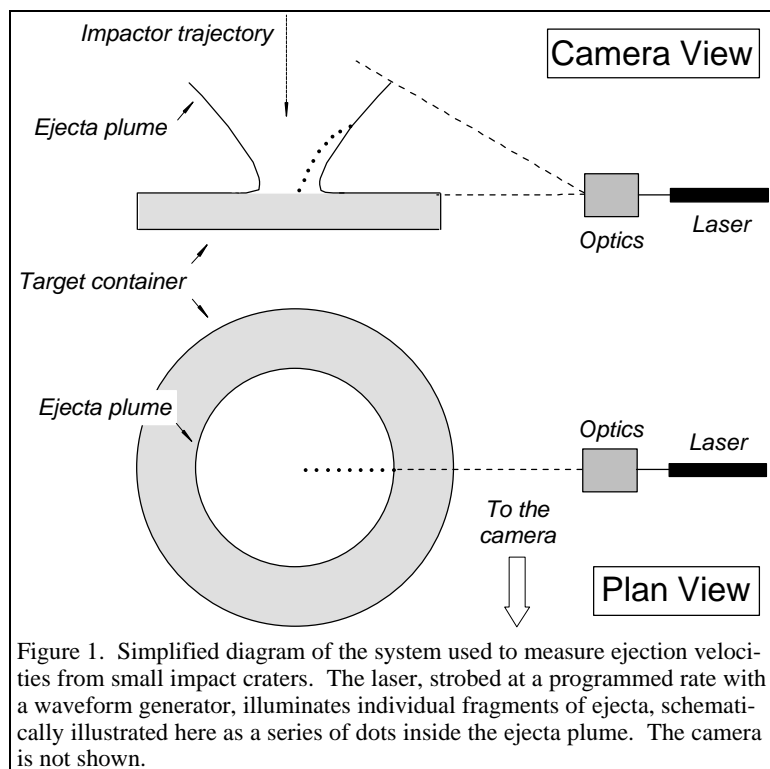 Impactor trajectory
Camera View
Ejecta plume
Optics
Laser
Target container
Ejecta plume
Optics
Laser
To the
camera
Plan View
Figure 1. Simplified diagram of the system used to measure ejection veloci-
ties from small impact craters. The laser, strobed at a programmed rate with
a waveform generator, illuminates individual fragments of ejecta, schemati-
cally illustrated here as a series of dots inside the ejecta plume. The camera
is not shown.